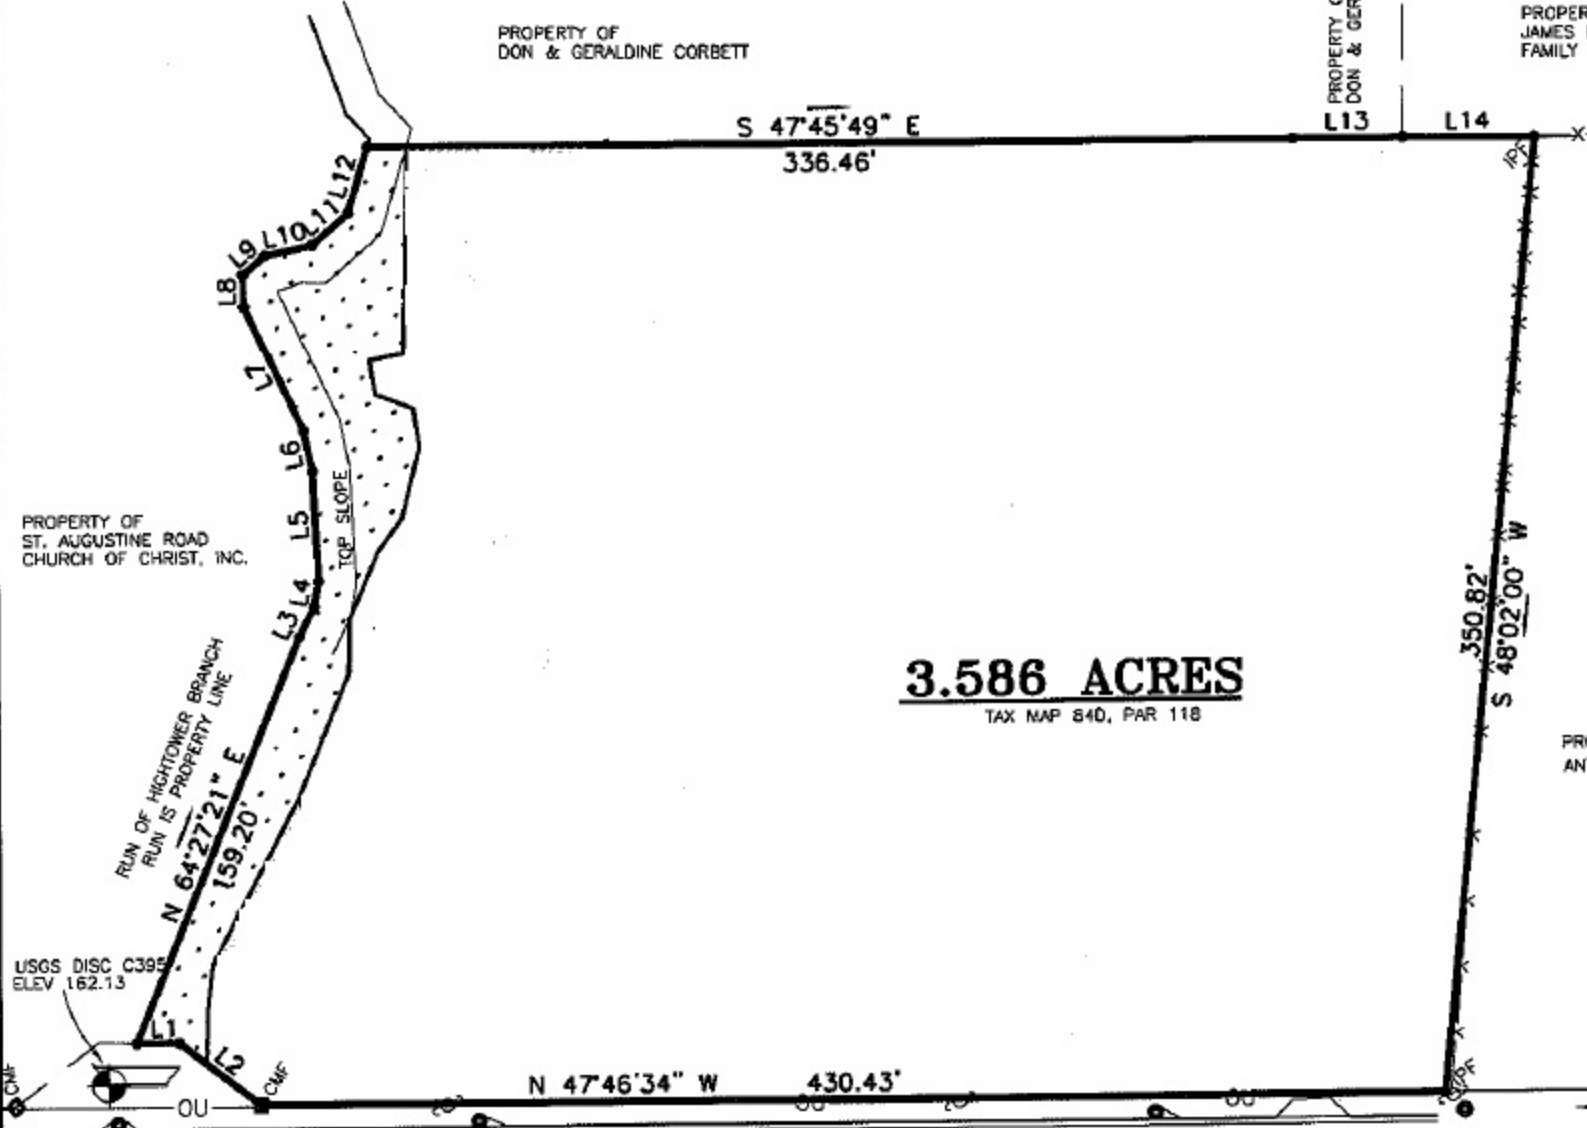 PROPERTY OF
DON & GERALDINE CORBETT
PROPERTY
DON & GER
PROPER
JAMES
FAMILY
S 47°45'49" E
336.46'
L13
L14
IPF
L12
L11
L10
L9
L8
L7
L6
L5
L4
L3
TOP SLOPE
PROPERTY OF
ST. AUGUSTINE ROAD
CHURCH OF CHRIST, INC.
RUN OF HIGHTOWER BRANCH
RUN IS PROPERTY LINE
N 64°27'21" E
159.20'
350.82'
S 48°02'00" W
3.586 ACRES
TAX MAP 84D, PAR 118
PR
AN
USGS DISC C395
ELEV 162.13
L1
L2
CMF
CMF
OU
N 47°46'34" W 430.43'
OU
OU
IPF